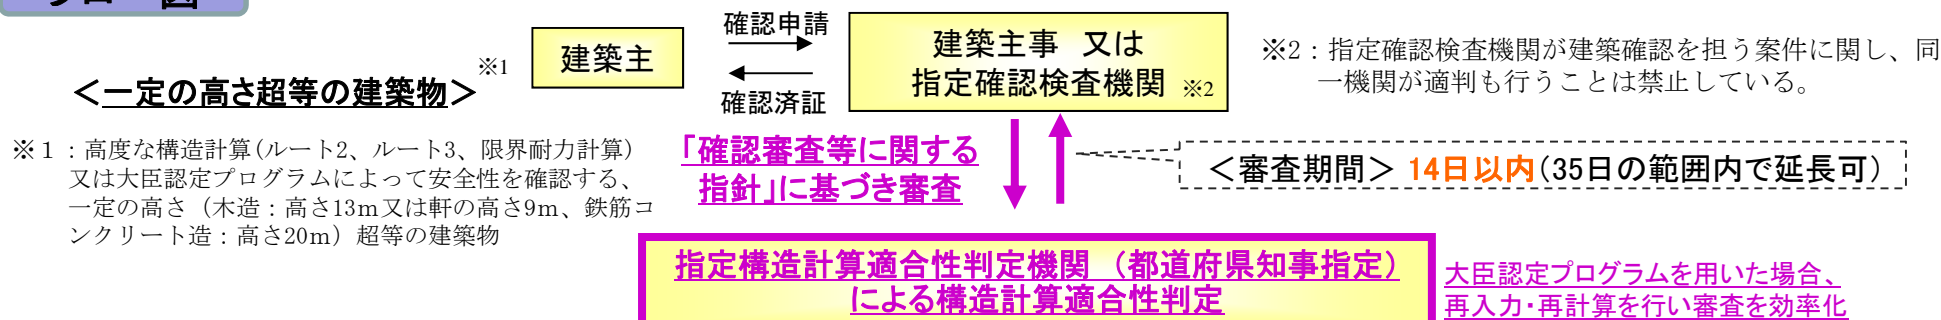 フロー図
＜一定の高さ超等の建築物＞ ※1
建築主
確認申請
確認済証
建築主事　又は
指定確認検査機関 ※2
※2：指定確認検査機関が建築確認を担う案件に関し、同
一機関が適判も行うことは禁止している。
※１：高度な構造計算(ルート2、ルート3、限界耐力計算)
又は大臣認定プログラムによって安全性を確認する、
一定の高さ（木造：高さ13m又は軒の高さ9m、鉄筋コ
ンクリート造：高さ20m）超等の建築物
「確認審査等に関する
指針」に基づき審査
＜審査期間＞ 14日以内(35日の範囲内で延長可)
指定構造計算適合性判定機関　（都道府県知事指定）
による構造計算適合性判定
大臣認定プログラムを用いた場合、
再入力・再計算を行い審査を効率化